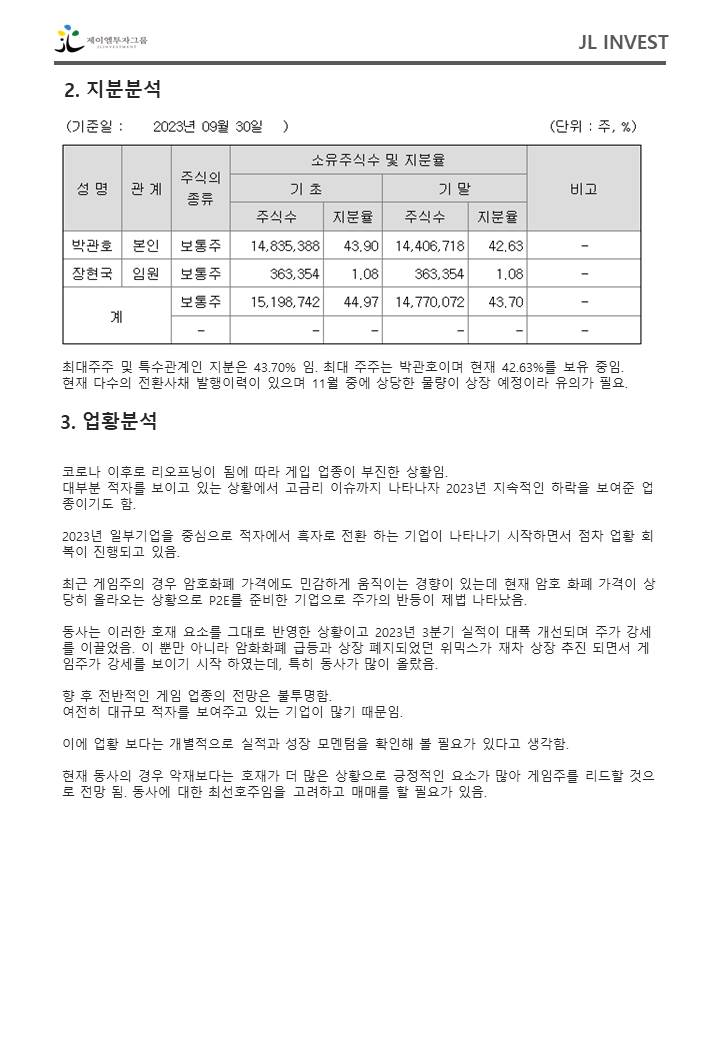 제이엘투자그룹
JLINVESTMENT
JL INVEST
2. 지분분석
(기준일 : 2023년 09월 30일 )
(단위 : 주, %)
성 명 관 계 주식의 종류 소유주식수 및 지분율 비고
기 초 기 말
주식수 지분율 주식수 지분율
박관호 본인 보통주 14,835,388 43.90 14,406,718 42.63 -
장현국 임원 보통주 363,354 1.08 363,354 1.08 -
계 보통주 15,198,742 44.97 14,770,072 43.70 -
- - - - - -
최대주주 및 특수관계인 지분은 43.70% 임. 최대 주주는 박관호이며 현재 42.63%를 보유 중임.
현재 다수의 전환사채 발행이력이 있으며 11월 중에 상당한 물량이 상장 예정이라 유의가 필요.
3. 업황분석
코로나 이후로 리오프닝이 됨에 따라 게입 업종이 부진한 상황임.
대부분 적자를 보이고 있는 상황에서 고금리 이슈까지 나타나자 2023년 지속적인 하락을 보여준 업
종이기도 함.
2023년 일부기업을 중심으로 적자에서 흑자로 전환 하는 기업이 나타나기 시작하면서 점차 업황 회
복이 진행되고 있음.
최근 게임주의 경우 암호화폐 가격에도 민감하게 움직이는 경향이 있는데 현재 암호 화폐 가격이 상
당히 올라오는 상황으로 P2E를 준비한 기업으로 주가의 반등이 제법 나타났음.
동사는 이러한 호재 요소를 그대로 반영한 상황이고 2023년 3분기 실적이 대폭 개선되며 주가 강세
를 이끌었음. 이 뿐만 아니라 암화화폐 급등과 상장 폐지되었던 위믹스가 재차 상장 추진 되면서 게
임주가 강세를 보이기 시작 하였는데, 특히 동사가 많이 올랐음.
향 후 전반적인 게임 업종의 전망은 불투명함.
여전히 대규모 적자를 보여주고 있는 기업이 많기 때문임.
이에 업황 보다는 개별적으로 실적과 성장 모멘텀을 확인해 볼 필요가 있다고 생각함.
현재 동사의 경우 악재보다는 호재가 더 많은 상황으로 긍정적인 요소가 많아 게임주를 리드할 것으
로 전망 됨. 동사에 대한 최선호주임을 고려하고 매매를 할 필요가 있음.